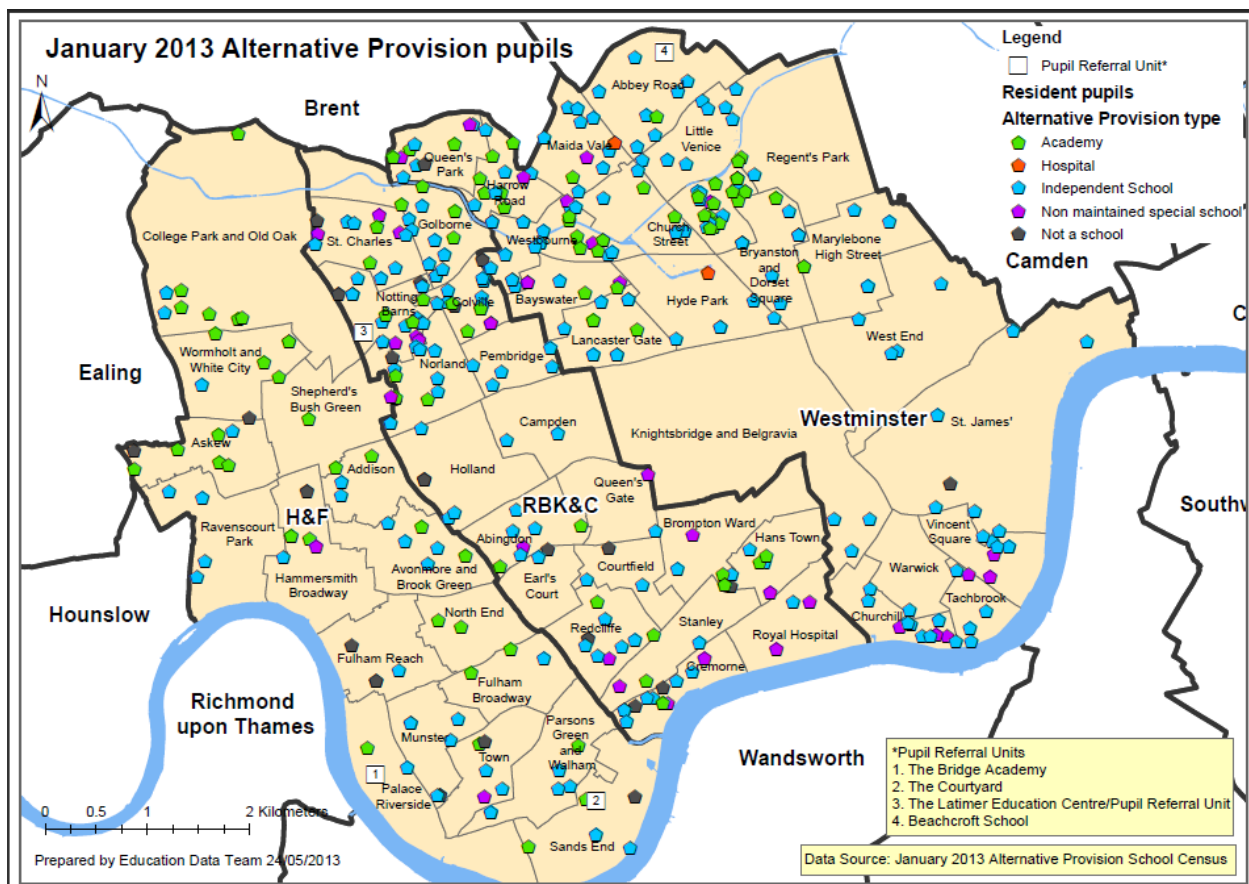 January 2013 Alternative Provision pupils
N
Legend
Pupil Referral Unit*
Resident pupils
Alternative Provision type
Academy
Hospital
Independent School
Non maintained special school
Not a school
Brent
Camden
Ealing
Hounslow
Richmond
upon Thames
Wandsworth
Southw
C
Westminster
RBK&C
H&F
4
Abbey Road
Little
Venice
Maida Vale
Regent's Park
Queen's
Park
Harrow
Road
Golborne
St. Charles
College Park and Old Oak
Westbourne
Church
Street
Bryanston
and
Dorset
Square
Marylebone
High Street
Notting
Barns
Colville
Bayswater
Hyde Park
3
Lancaster Gate
West End
Norland
Pembridge
Wormholt and
White City
Shepherd's
Bush Green
Campden
Knightsbridge and Belgravia
St. James'
Askew
Addison
Holland
Queen's
Gate
Brompton Ward
Hans Town
Vincent
Square
Ravenscourt
Park
Abingdon
Courtfield
Earl's
Court
Avonmore and
Brook Green
Hammersmith
Broadway
Warwick
Tachbrook
Churchill
North End
Redcliffe
Stanley
Royal Hospital
Cremorne
Fulham Reach
Fulham
Broadway
Munster
Town
Parsons
Green
and
Walham
1
Palace
Riverside
2
Sands End
0 0.5 1 2 Kilometers
Prepared by Education Data Team 24/05/2013
*Pupil Referral Units
1. The Bridge Academy
2. The Courtyard
3. The Latimer Education Centre/Pupil Referral Unit
4. Beachcroft School
Data Source: January 2013 Alternative Provision School Census